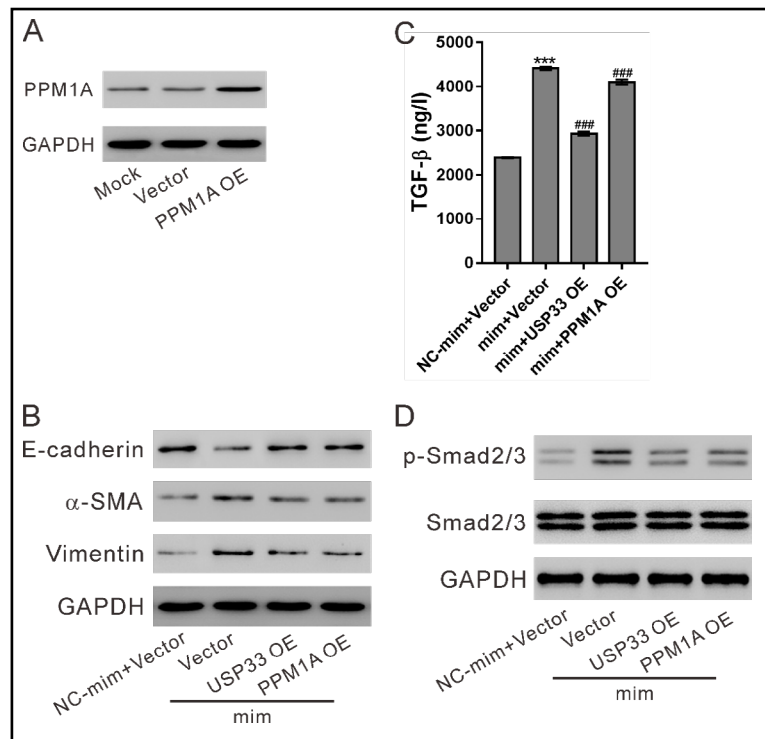 A
PPM1A
GAPDH
Mock
Vector
PPM1A OE
C
TGF-β (ng/l)
5000
4000
3000
2000
1000
0
***
###
###
NC-mim+Vector
mim+Vector
mim+USP33 OE
mim+PPM1A OE
B
E-cadherin
α-SMA
Vimentin
GAPDH
NC-mim+Vector
Vector
USP33 OE
PPM1A OE
mim
D
p-Smad2/3
Smad2/3
GAPDH
NC-mim+Vector
Vector
USP33 OE
PPM1A OE
mim